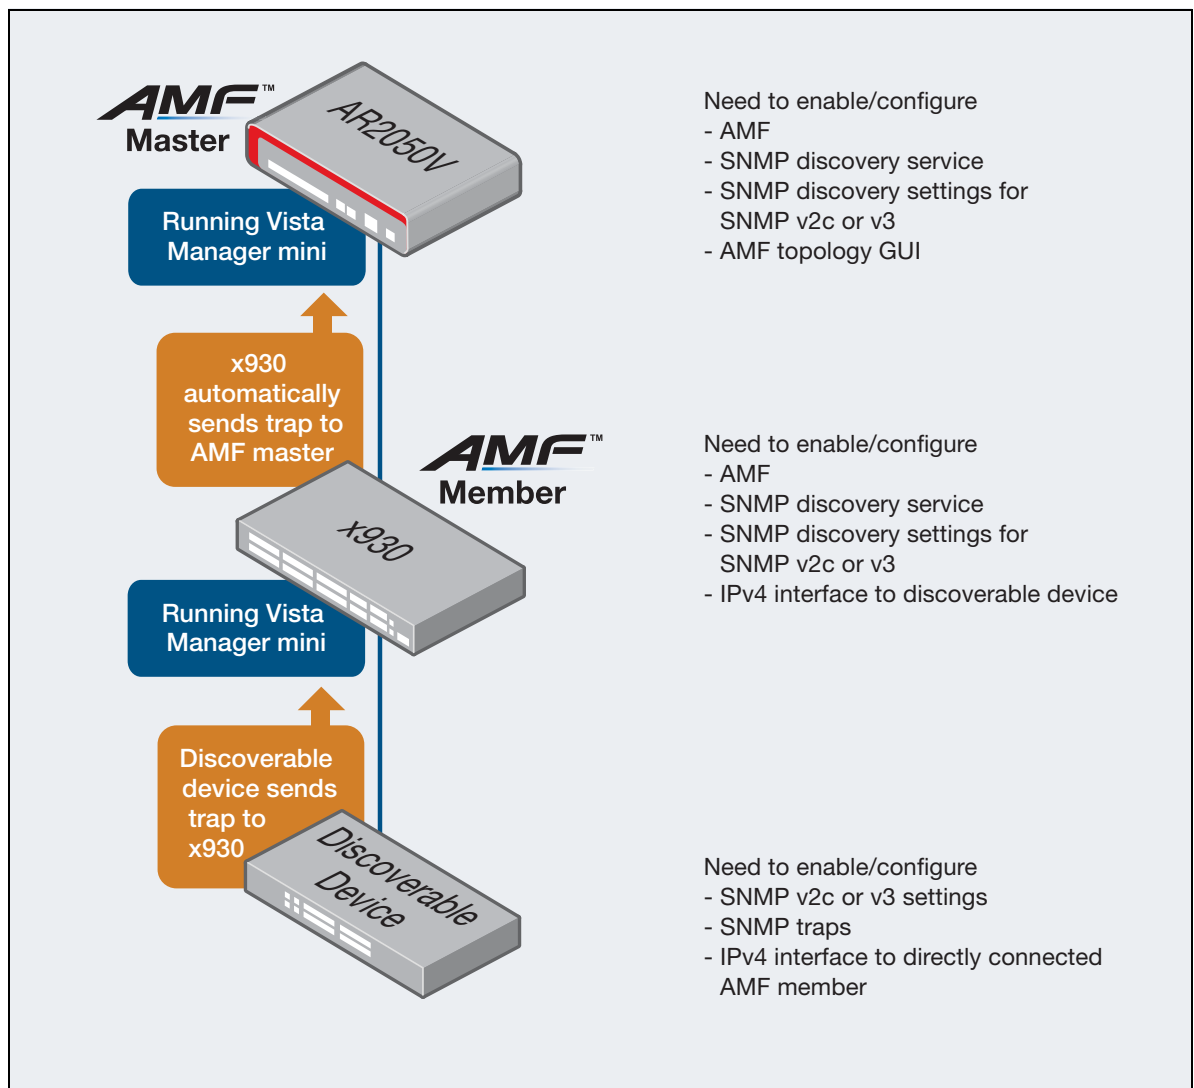 AMF™
Master
AR2050V
Need to enable/configure
- AMF
- SNMP discovery service
- SNMP discovery settings for
SNMP v2c or v3
- AMF topology GUI
Running Vista
Manager mini
x930
automatically
sends trap to
AMF master
AMF™
Member
x930
Need to enable/configure
- AMF
- SNMP discovery service
- SNMP discovery settings for
SNMP v2c or v3
- IPv4 interface to discoverable device
Running Vista
Manager mini
Discoverable
device sends
trap to
x930
Discoverable
Device
Need to enable/configure
- SNMP v2c or v3 settings
- SNMP traps
- IPv4 interface to directly connected
AMF member